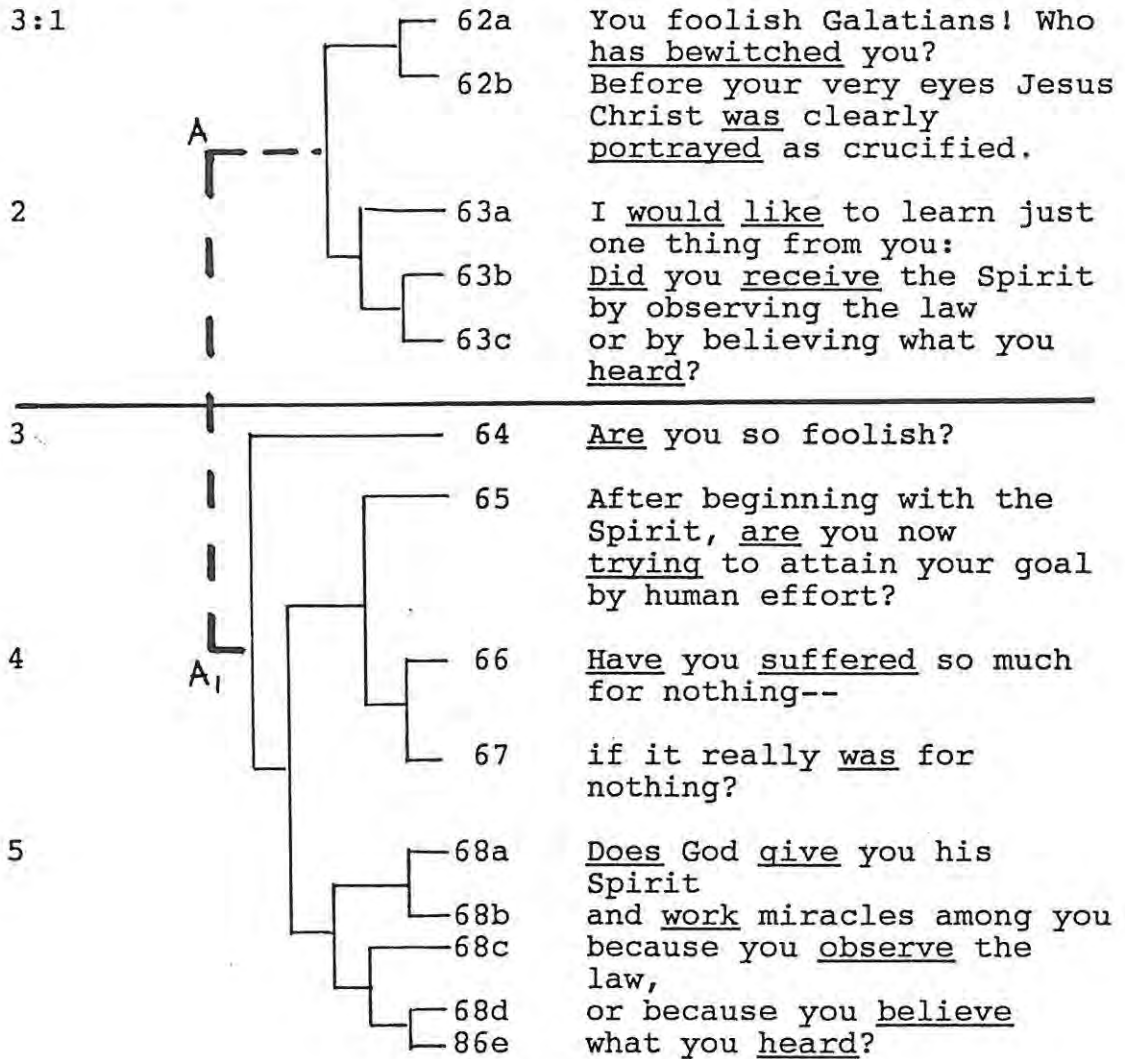 3:1 62a You foolish Galatians! Who
has bewitched you?
62b Before your very eyes Jesus
Christ was clearly
A portrayed as crucified.
2 63a I would like to learn just
one thing from you:
63b Did you receive the Spirit
by observing the law
63c or by believing what you
heard?
3 64 Are you so foolish?
65 After beginning with the
Spirit, are you now
trying to attain your goal
by human effort?
4 66 Have you suffered so much
A1 for nothing--
67 if it really was for
nothing?
5 68a Does God give you his
Spirit
68b and work miracles among you
68c because you observe the
law,
68d or because you believe
86e what you heard?